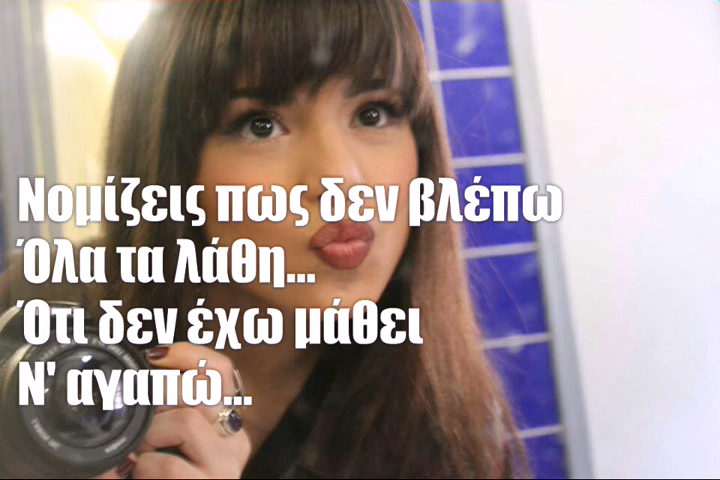 Νομίζεις πως δεν βλέπω
Όλα τα λάθη...
Ότι δεν έχω μάθει
Ν' αγαπώ...